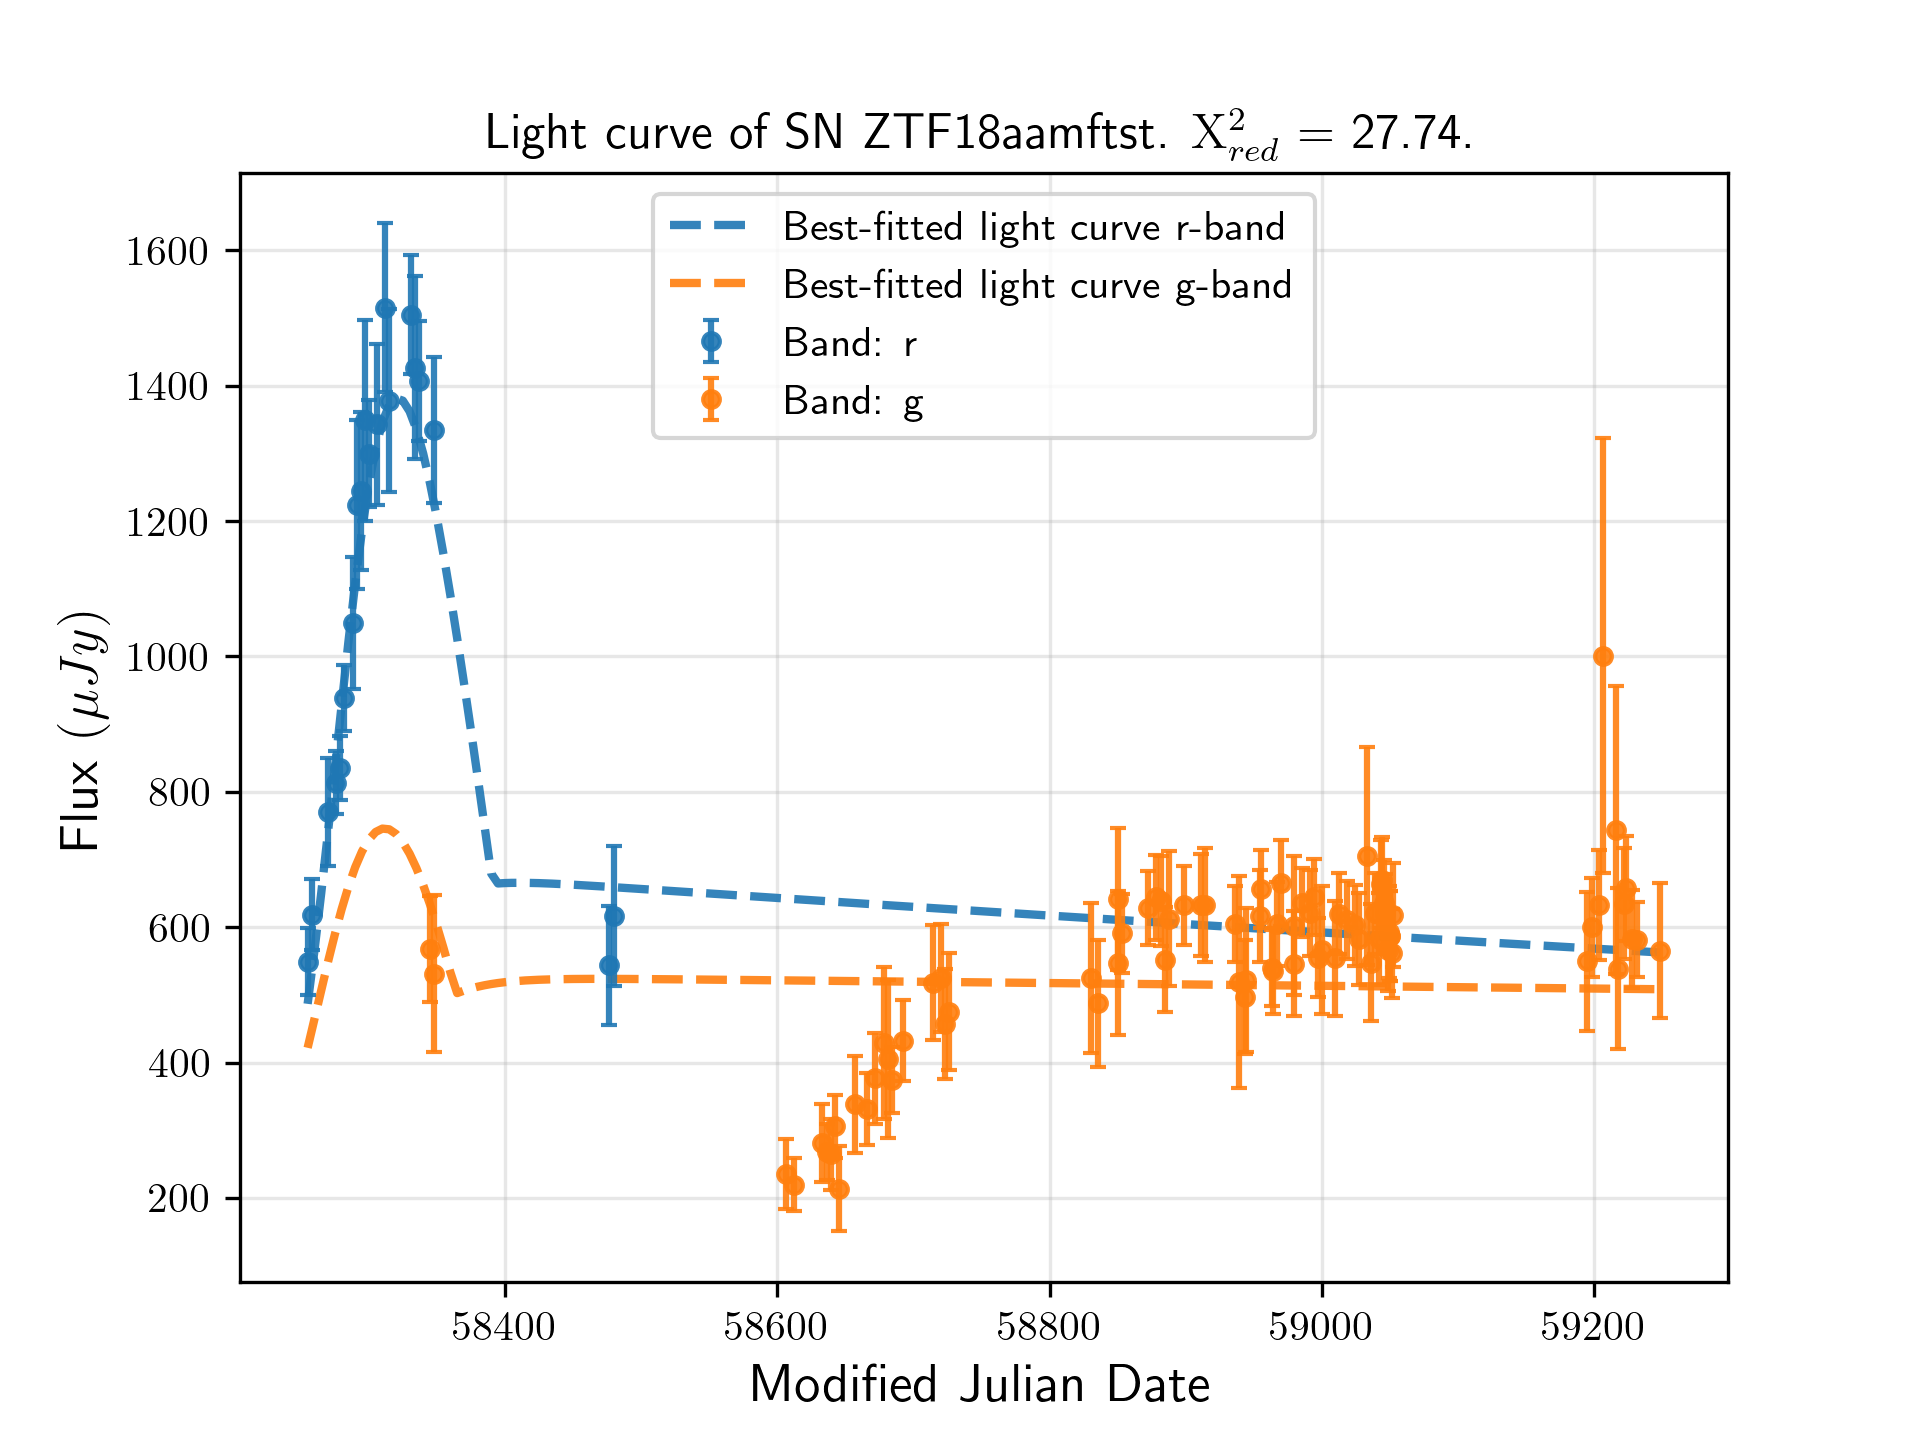 Light curve of SN ZTF18aamftst. X²_red = 27.74.
Best-fitted light curve r-band
Best-fitted light curve g-band
Band: r
Band: g
Flux (μJy)
1600
1400
1200
1000
800
600
400
200
58400 58600 58800 59000 59200
Modified Julian Date